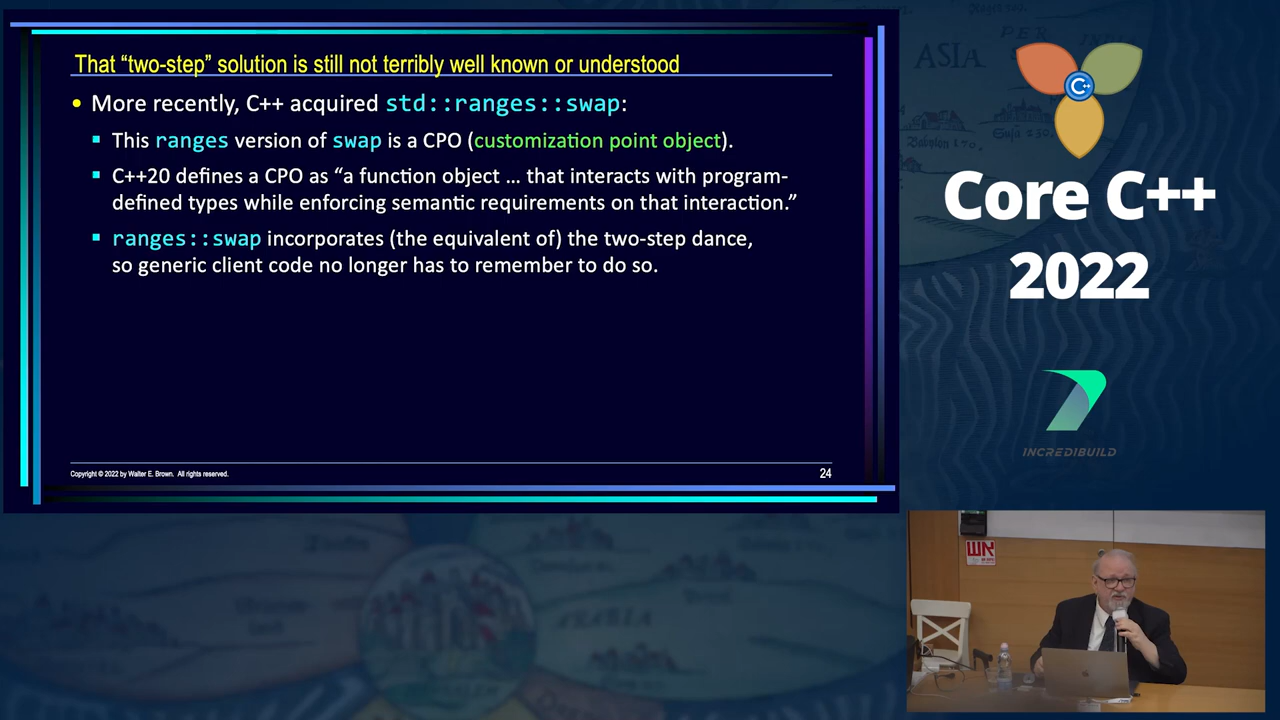 That “two-step” solution is still not terribly well known or understood
• More recently, C++ acquired std::ranges::swap:
▪ This ranges version of swap is a CPO (customization point object).
▪ C++20 defines a CPO as “a function object … that interacts with program-
defined types while enforcing semantic requirements on that interaction.”
▪ ranges::swap incorporates (the equivalent of) the two-step dance,
so generic client code no longer has to remember to do so.
Copyright © 2022 by Walter E. Brown. All rights reserved.
24
ASIA
PER
INDIA
C++
Core C++
2022
INCREDIBUILD
ARABIA